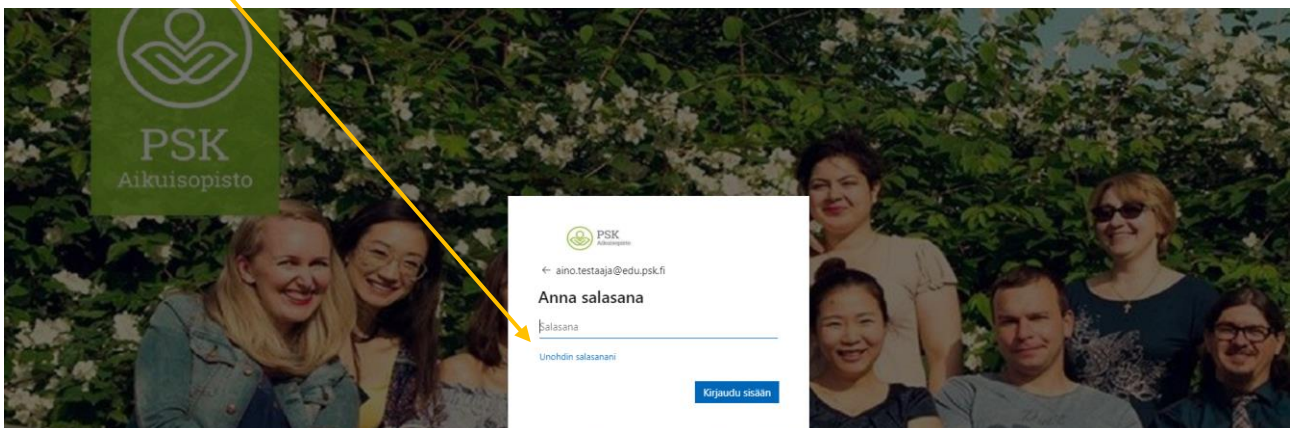 PSK
Aikuisopisto
PSK
Aikuisopisto
← aino.testaaja@edu.psk.fi
Anna salasana
Salasana
Unohdin salasanani
Kirjaudu sisään